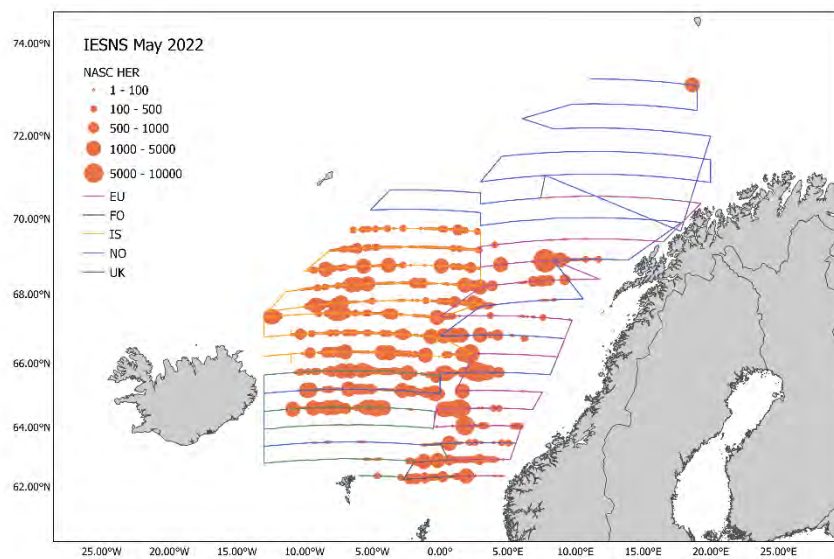 IESNS May 2022
NASC HER
1 - 100
100 - 500
500 - 1000
1000 - 5000
5000 - 10000
EU
FO
IS
NO
UK
74.00°N
72.00°N
70.00°N
68.00°N
66.00°N
64.00°N
62.00°N
25.00°W 20.00°W 15.00°W 10.00°W 5.00°W 0.00° 5.00°E 10.00°E 15.00°E 20.00°E 25.00°E